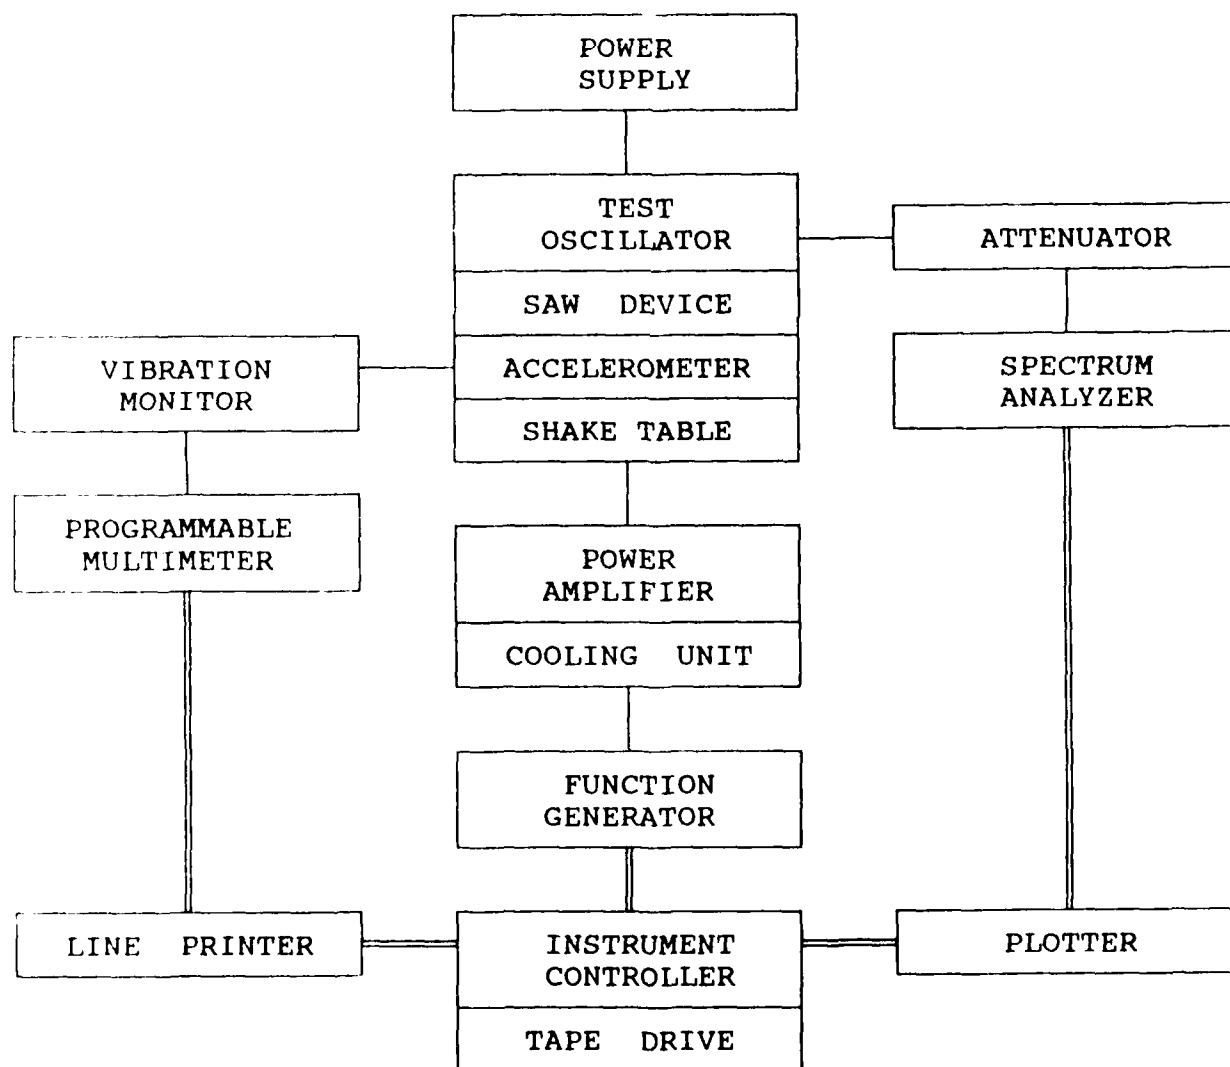 POWER
SUPPLY
TEST
OSCILLATOR
ATTENUATOR
SAW DEVICE
VIBRATION
MONITOR
ACCELEROMETER
SPECTRUM
ANALYZER
SHAKE TABLE
PROGRAMMABLE
MULTIMETER
POWER
AMPLIFIER
COOLING UNIT
FUNCTION
GENERATOR
LINE PRINTER
INSTRUMENT
CONTROLLER
PLOTTER
TAPE DRIVE